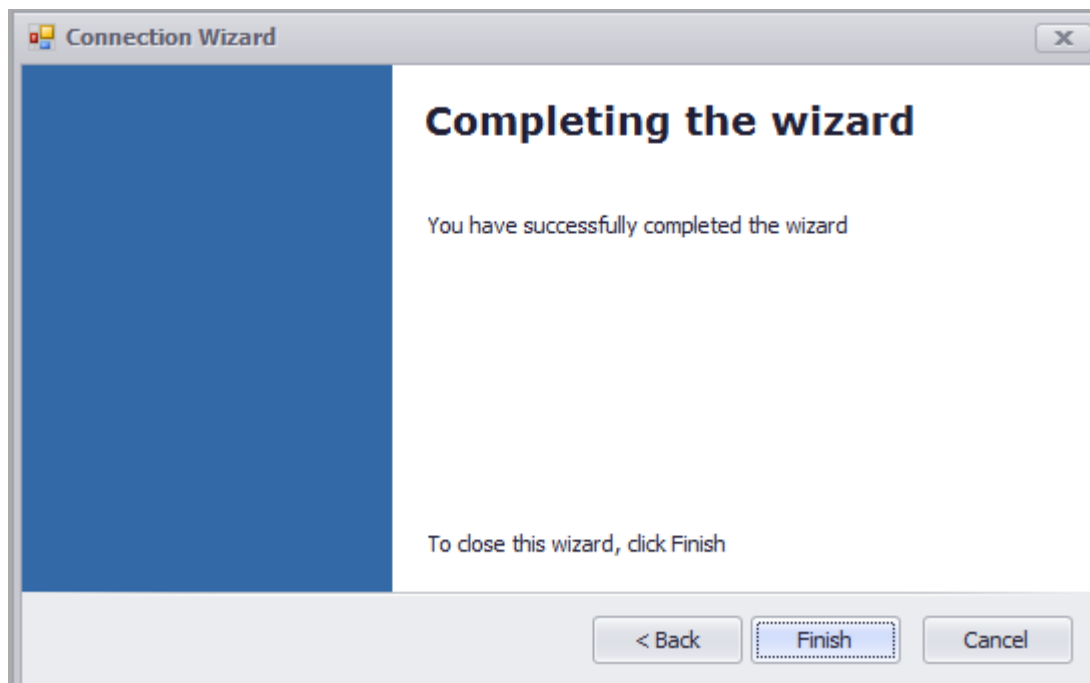 Connection Wizard
Completing the wizard
You have successfully completed the wizard
To close this wizard, click Finish
< Back Finish Cancel